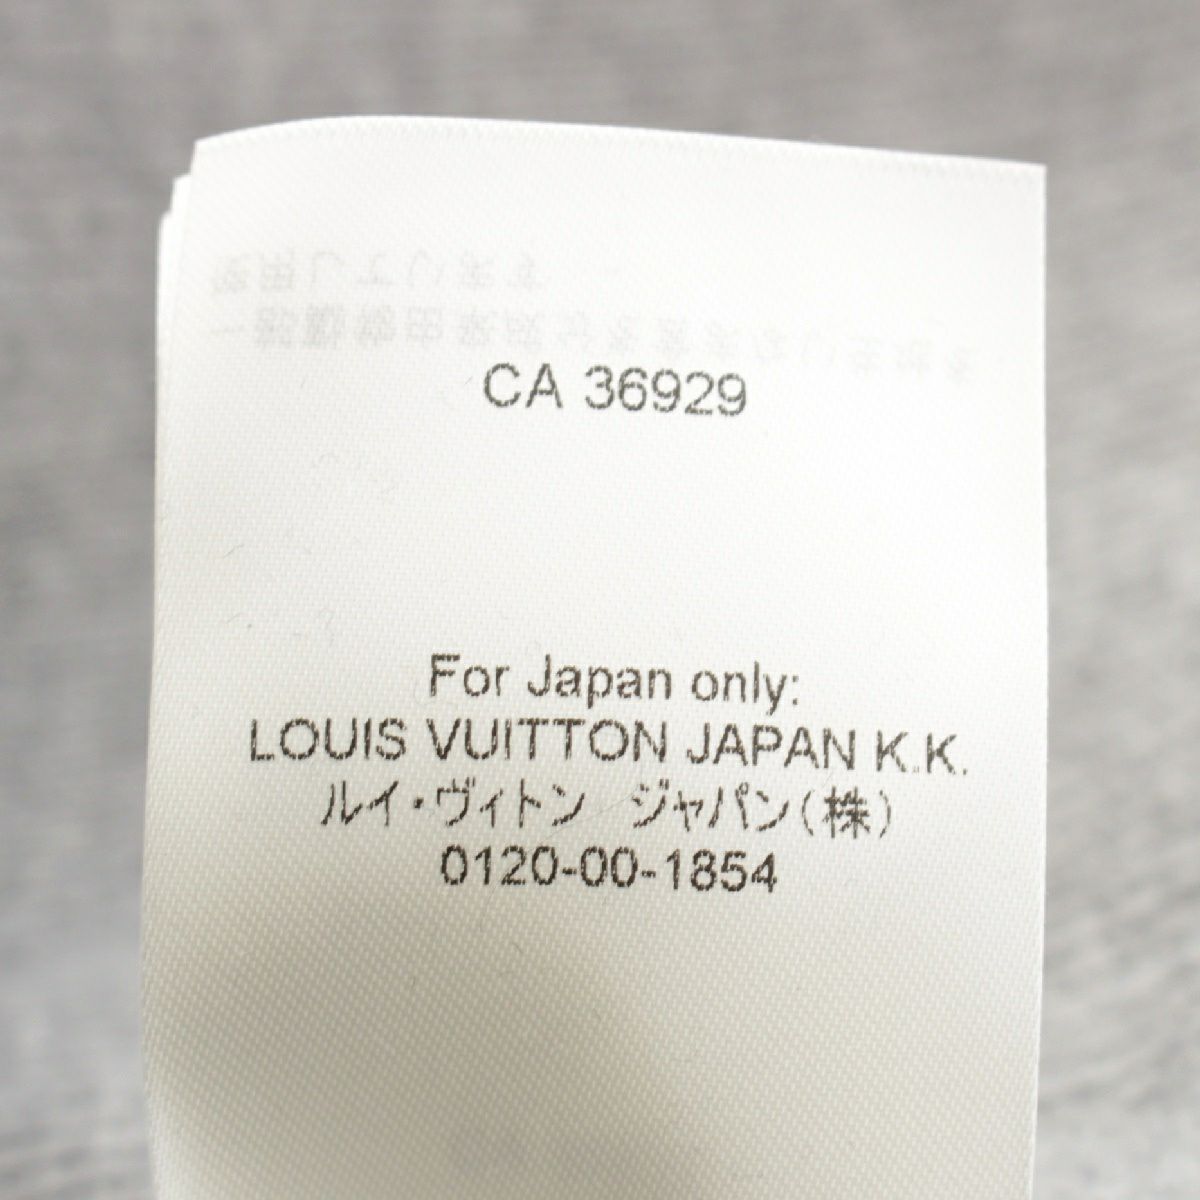 CA 36929
For Japan only:
LOUIS VUITTON JAPAN K.K.
ルイ・ヴィトン　ジャパン(株)
0120-00-1854